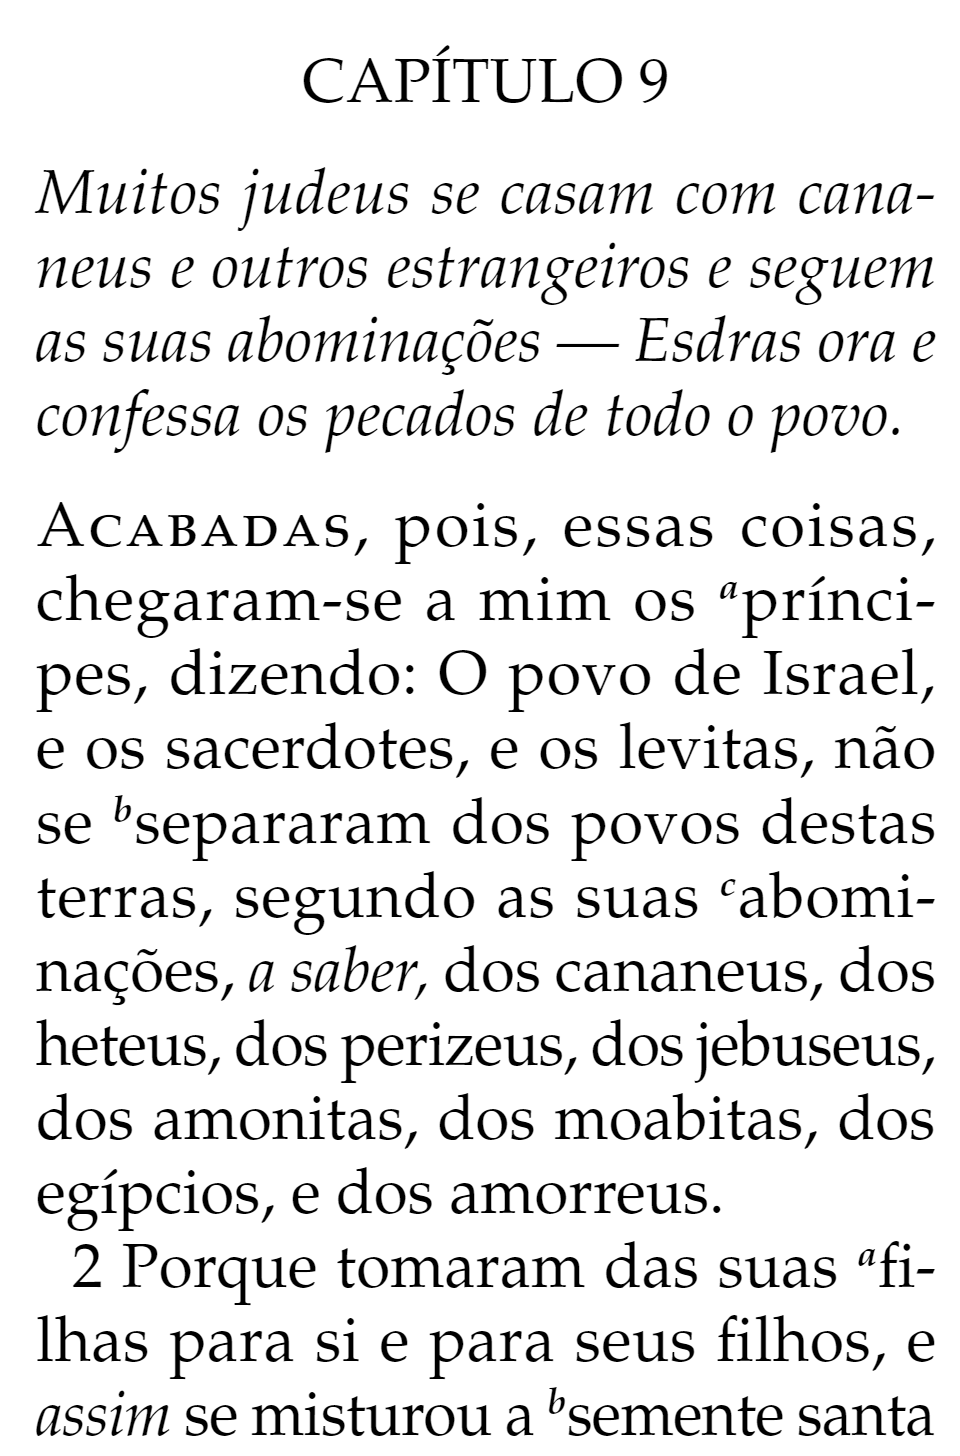 CAPÍTULO 9
Muitos judeus se casam com cana-
neus e outros estrangeiros e seguem
as suas abominações — Esdras ora e
confessa os pecados de todo o povo.
Acabadas, pois, essas coisas,
chegaram-se a mim os aprínci-
pes, dizendo: O povo de Israel,
e os sacerdotes, e os levitas, não
se bsepararam dos povos destas
terras, segundo as suas cabomi-
nações, a saber, dos cananeus, dos
heteus, dos perizeus, dos jebuseus,
dos amonitas, dos moabitas, dos
egípcios, e dos amorreus.
2 Porque tomaram das suas afi-
lhas para si e para seus filhos, e
assim se misturou a bsemente santa